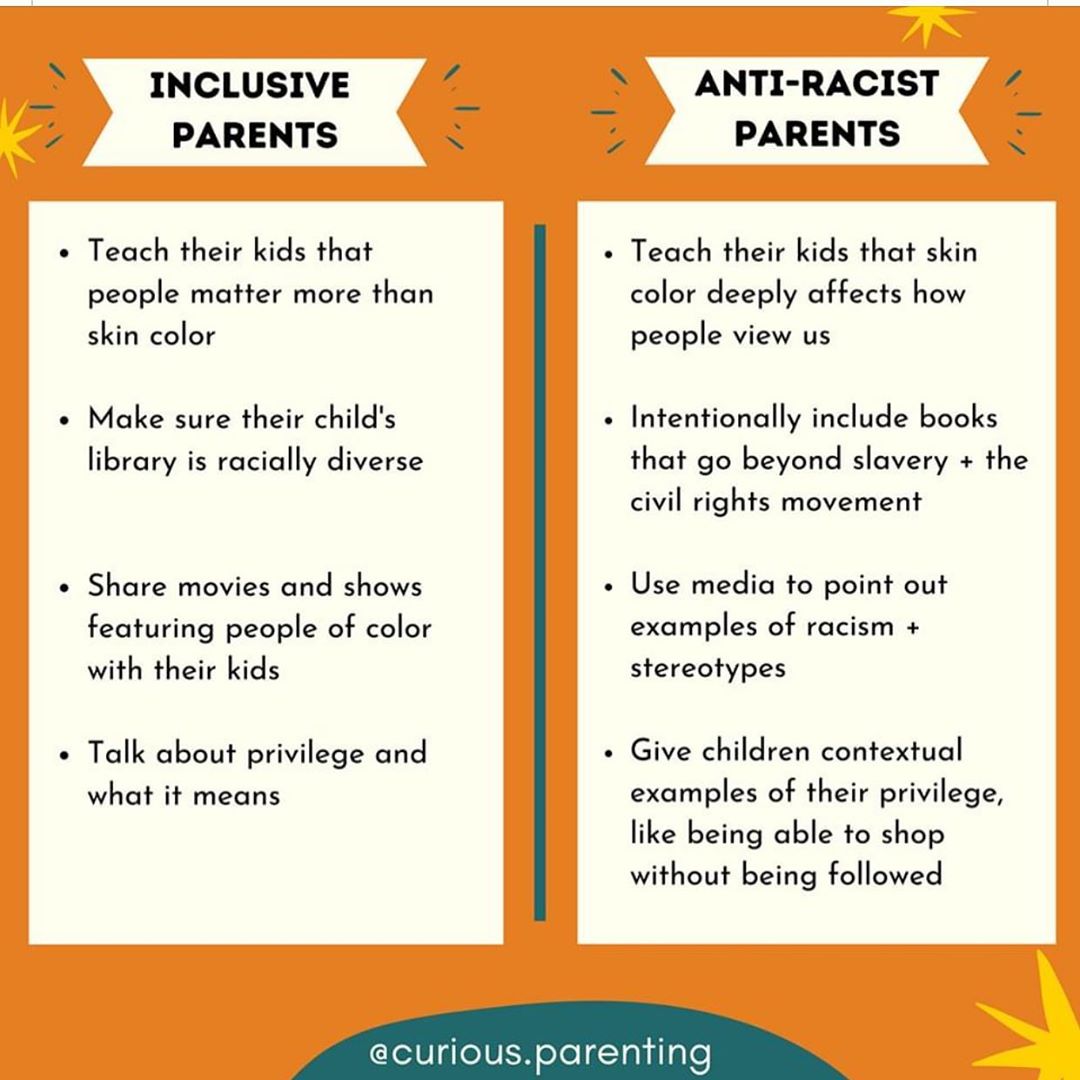 INCLUSIVE
PARENTS
• Teach their kids that
people matter more than
skin color
• Make sure their child's
library is racially diverse
• Share movies and shows
featuring people of color
with their kids
• Talk about privilege and
what it means
ANTI-RACIST
PARENTS
• Teach their kids that skin
color deeply affects how
people view us
• Intentionally include books
that go beyond slavery + the
civil rights movement
• Use media to point out
examples of racism +
stereotypes
• Give children contextual
examples of their privilege,
like being able to shop
without being followed
@curious.parenting